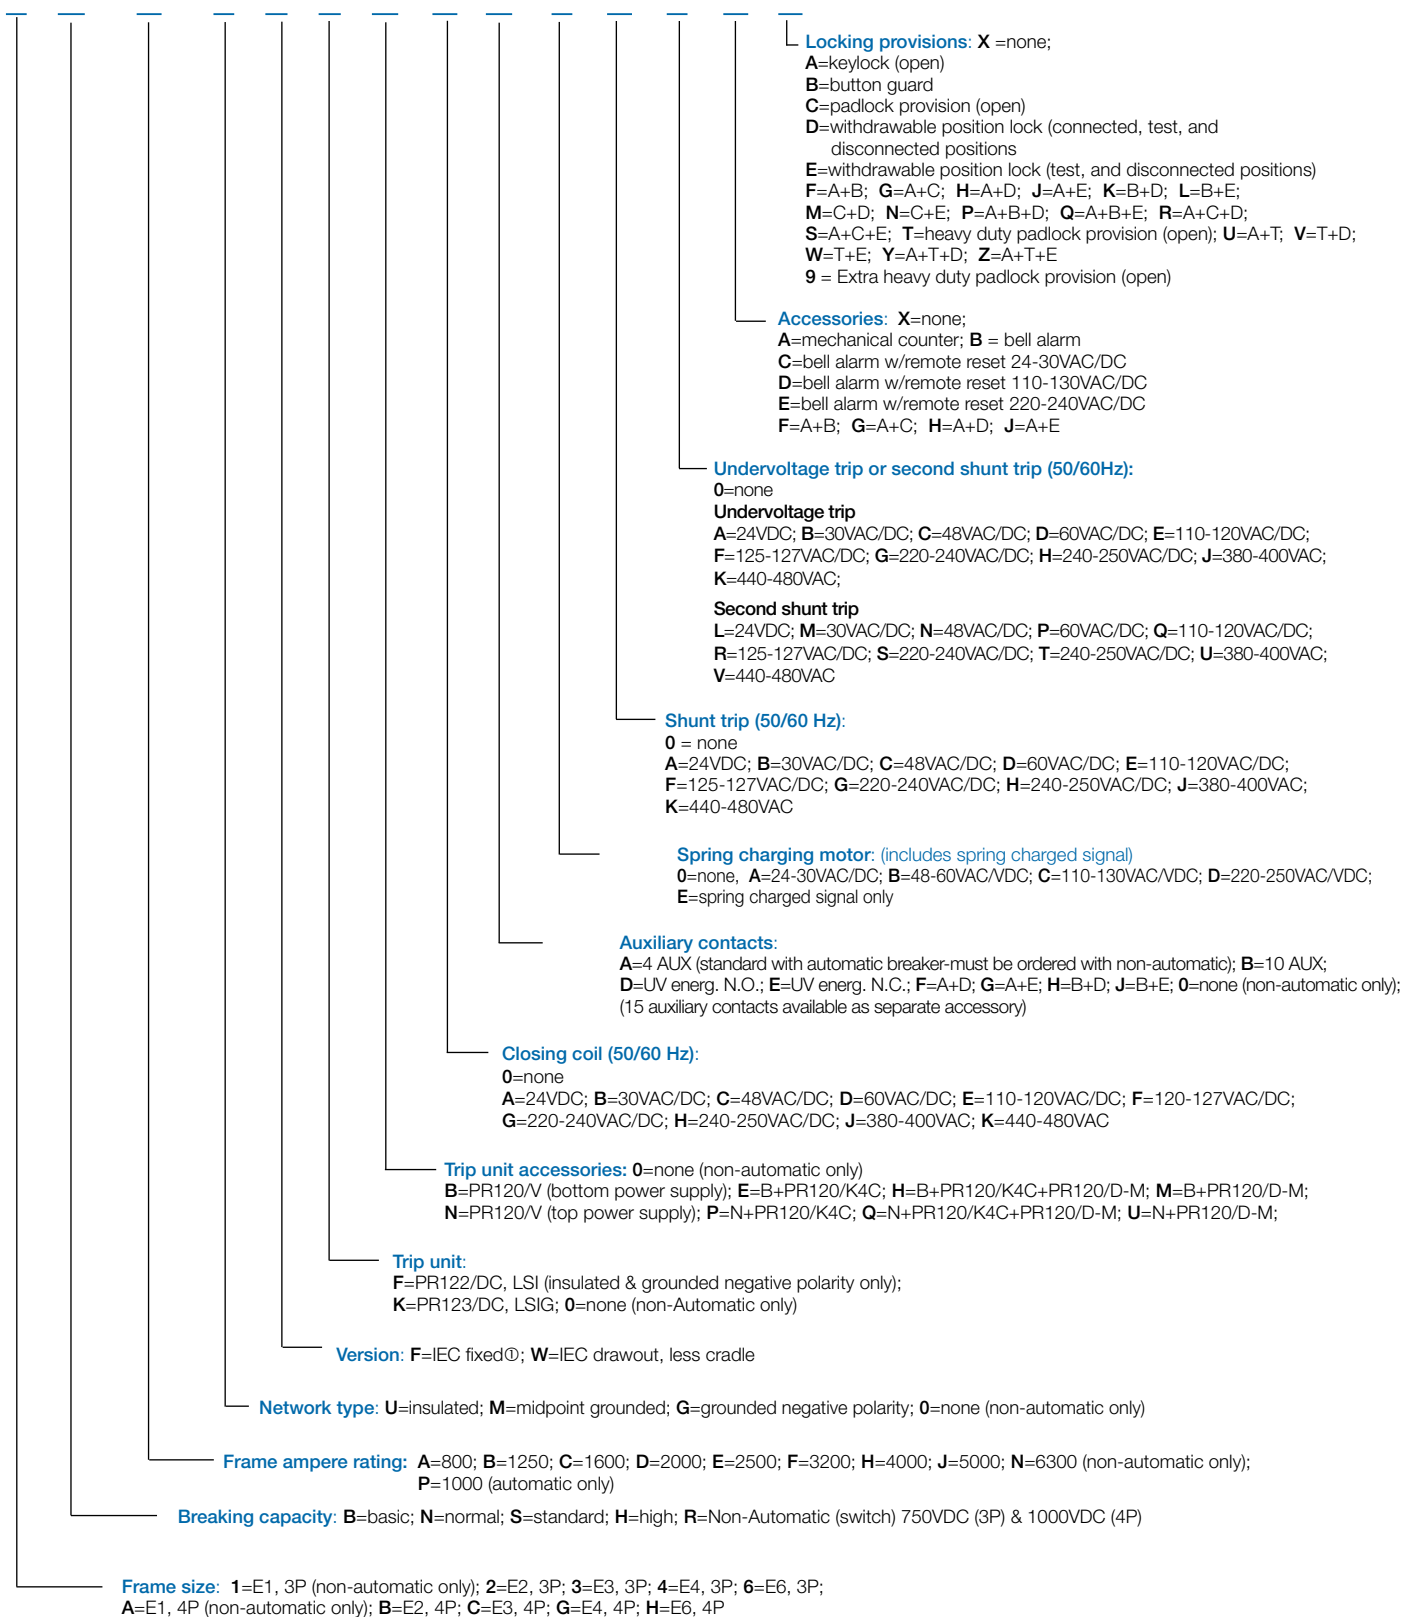 Locking provisions: X =none;
A=keylock (open)
B=button guard
C=padlock provision (open)
D=withdrawable position lock (connected, test, and
disconnected positions
E=withdrawable position lock (test, and disconnected positions)
F=A+B; G=A+C; H=A+D; J=A+E; K=B+D; L=B+E;
M=C+D; N=C+E; P=A+B+D; Q=A+B+E; R=A+C+D;
S=A+C+E; T=heavy duty padlock provision (open); U=A+T; V=T+D;
W=T+E; Y=A+T+D; Z=A+T+E
9 = Extra heavy duty padlock provision (open)
Accessories: X=none;
A=mechanical counter; B = bell alarm
C=bell alarm w/remote reset 24-30VAC/DC
D=bell alarm w/remote reset 110-130VAC/DC
E=bell alarm w/remote reset 220-240VAC/DC
F=A+B; G=A+C; H=A+D; J=A+E
Undervoltage trip or second shunt trip (50/60Hz):
0=none
Undervoltage trip
A=24VDC; B=30VAC/DC; C=48VAC/DC; D=60VAC/DC; E=110-120VAC/DC;
F=125-127VAC/DC; G=220-240VAC/DC; H=240-250VAC/DC; J=380-400VAC;
K=440-480VAC;
Second shunt trip
L=24VDC; M=30VAC/DC; N=48VAC/DC; P=60VAC/DC; Q=110-120VAC/DC;
R=125-127VAC/DC; S=220-240VAC/DC; T=240-250VAC/DC; U=380-400VAC;
V=440-480VAC
Shunt trip (50/60 Hz):
0 = none
A=24VDC; B=30VAC/DC; C=48VAC/DC; D=60VAC/DC; E=110-120VAC/DC;
F=125-127VAC/DC; G=220-240VAC/DC; H=240-250VAC/DC; J=380-400VAC;
K=440-480VAC
Spring charging motor: (includes spring charged signal)
0=none, A=24-30VAC/DC; B=48-60VAC/VDC; C=110-130VAC/VDC; D=220-250VAC/VDC;
E=spring charged signal only
Auxiliary contacts:
A=4 AUX (standard with automatic breaker-must be ordered with non-automatic); B=10 AUX;
D=UV energ. N.O.; E=UV energ. N.C.; F=A+D; G=A+E; H=B+D; J=B+E; 0=none (non-automatic only);
(15 auxiliary contacts available as separate accessory)
Closing coil (50/60 Hz):
0=none
A=24VDC; B=30VAC/DC; C=48VAC/DC; D=60VAC/DC; E=110-120VAC/DC; F=120-127VAC/DC;
G=220-240VAC/DC; H=240-250VAC/DC; J=380-400VAC; K=440-480VAC
Trip unit accessories: 0=none (non-automatic only)
B=PR120/V (bottom power supply); E=B+PR120/K4C; H=B+PR120/K4C+PR120/D-M; M=B+PR120/D-M;
N=PR120/V (top power supply); P=N+PR120/K4C; Q=N+PR120/K4C+PR120/D-M; U=N+PR120/D-M;
Trip unit:
F=PR122/DC, LSI (insulated & grounded negative polarity only);
K=PR123/DC, LSIG; 0=none (non-Automatic only)
Version: F=IEC fixed①; W=IEC drawout, less cradle
Network type: U=insulated; M=midpoint grounded; G=grounded negative polarity; 0=none (non-automatic only)
Frame ampere rating: A=800; B=1250; C=1600; D=2000; E=2500; F=3200; H=4000; J=5000; N=6300 (non-automatic only);
P=1000 (automatic only)
Breaking capacity: B=basic; N=normal; S=standard; H=high; R=Non-Automatic (switch) 750VDC (3P) & 1000VDC (4P)
Frame size: 1=E1, 3P (non-automatic only); 2=E2, 3P; 3=E3, 3P; 4=E4, 3P; 6=E6, 3P;
A=E1, 4P (non-automatic only); B=E2, 4P; C=E3, 4P; G=E4, 4P; H=E6, 4P